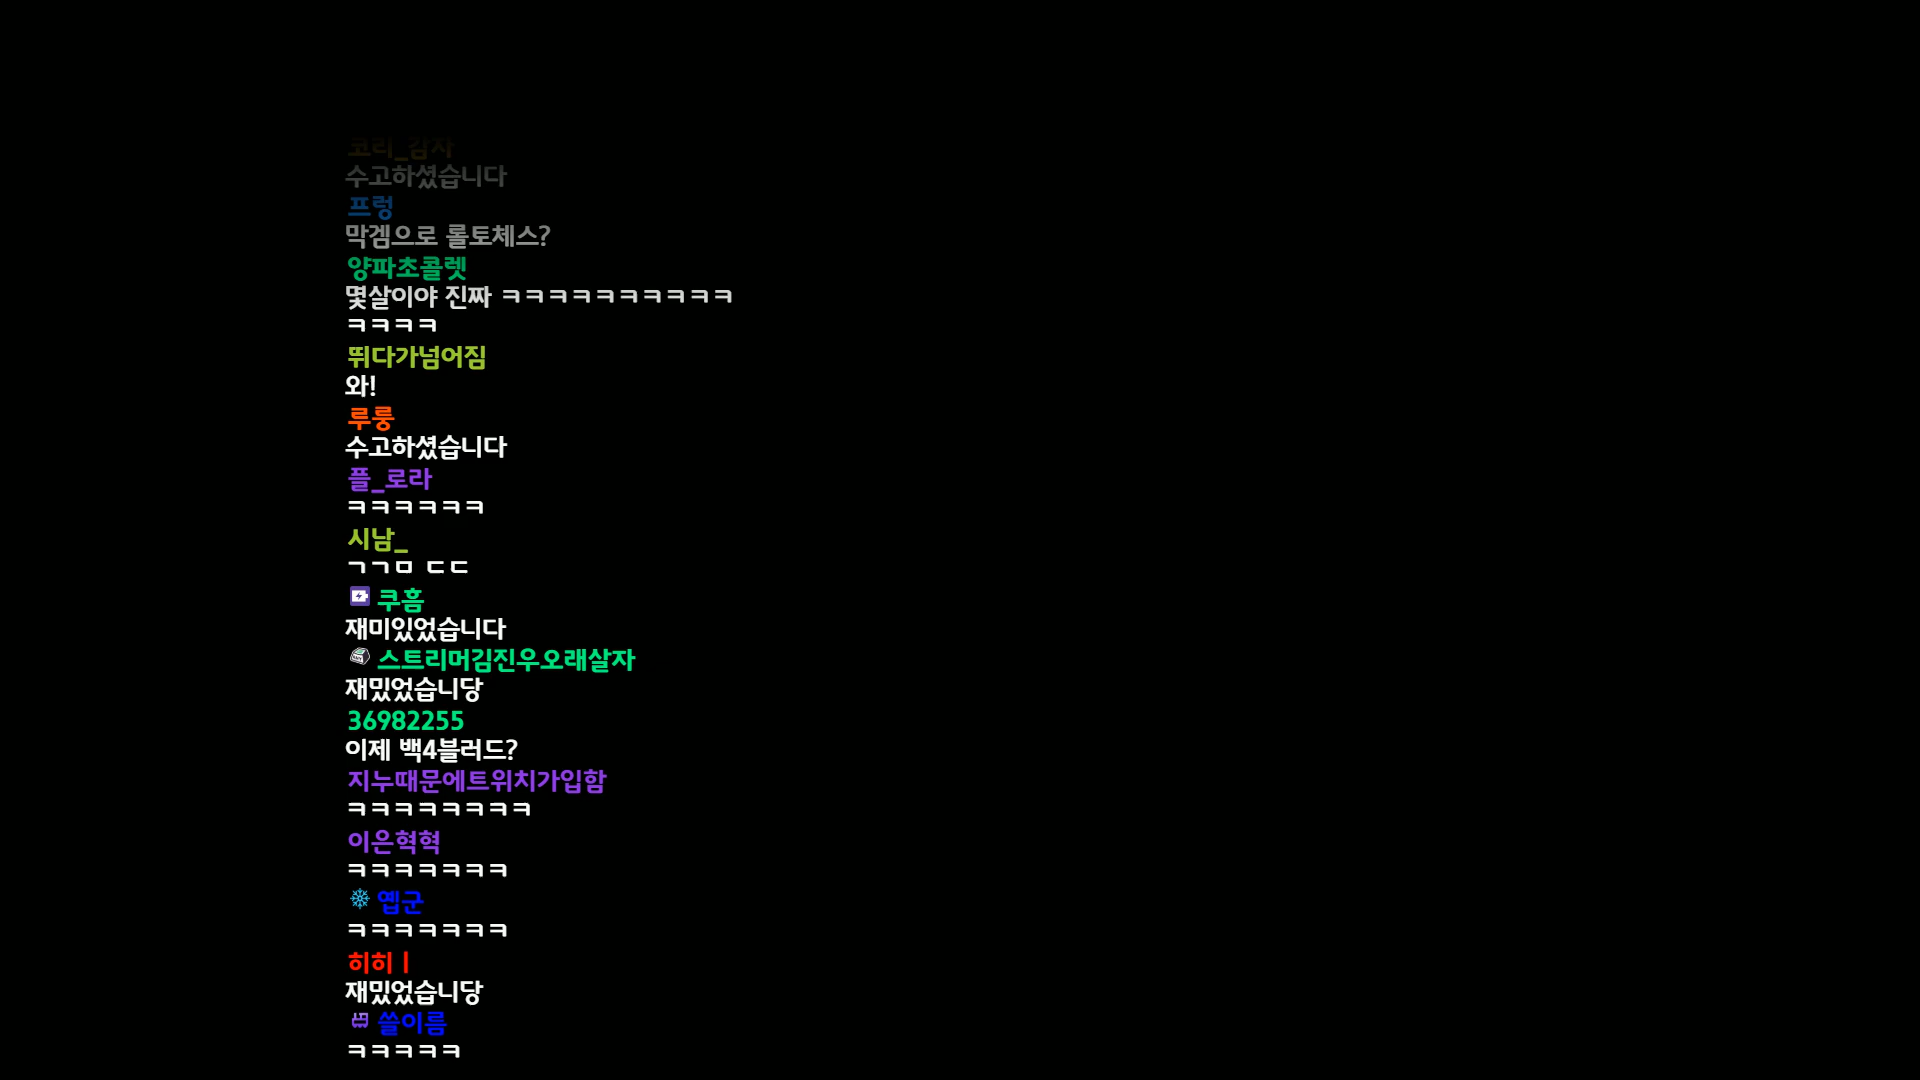 코리_감자
수고하셨습니다
프렁
막겜으로 롤토체스?
양파초콜렛
몇살이야 진짜 ㅋㅋㅋㅋㅋㅋㅋㅋㅋㅋ
ㅋㅋㅋㅋ
뛰다가넘어짐
와!
루룽
수고하셨습니다
플_로라
ㅋㅋㅋㅋㅋㅋ
시남_
ㄱㄱㅁ ㄷㄷ
쿠흠
재미있었습니다
스트리머김진우오래살자
재밌었습니당
36982255
이제 백4블러드?
지누때문에트위치가입함
ㅋㅋㅋㅋㅋㅋㅋㅋ
이은혁혁
ㅋㅋㅋㅋㅋㅋㅋ
옙군
ㅋㅋㅋㅋㅋㅋㅋ
히히ㅣ
재밌었습니당
쓸이름
ㅋㅋㅋㅋㅋ